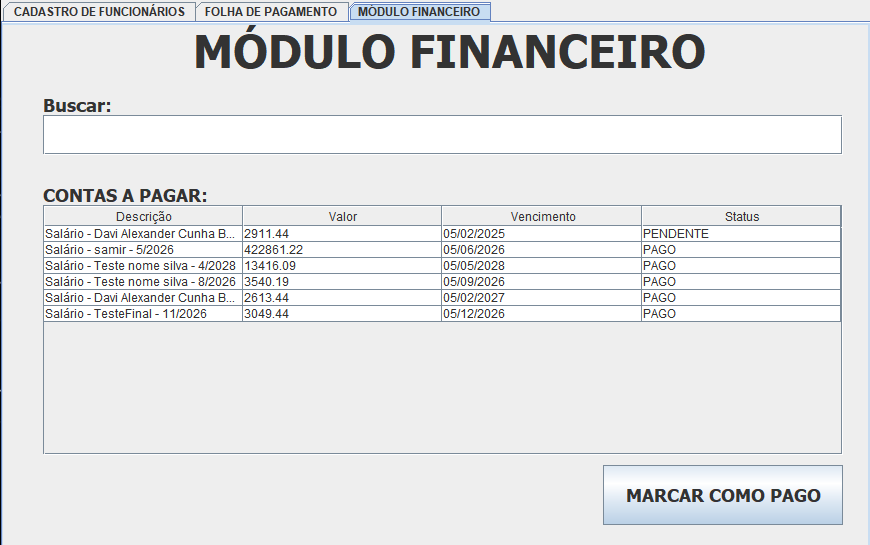 CADASTRO DE FUNCIONÁRIOS FOLHA DE PAGAMENTO MÓDULO FINANCEIRO
MÓDULO FINANCEIRO
Buscar:
CONTAS A PAGAR:
Descrição Valor Vencimento Status
Salário - Davi Alexander Cunha B... 2911.44 05/02/2025 PENDENTE
Salário - samir - 5/2026 422861.22 05/06/2026 PAGO
Salário - Teste nome silva - 4/2028 13416.09 05/05/2028 PAGO
Salário - Teste nome silva - 8/2026 3540.19 05/09/2026 PAGO
Salário - Davi Alexander Cunha B... 2613.44 05/02/2027 PAGO
Salário - TesteFinal - 11/2026 3049.44 05/12/2026 PAGO
MARCAR COMO PAGO